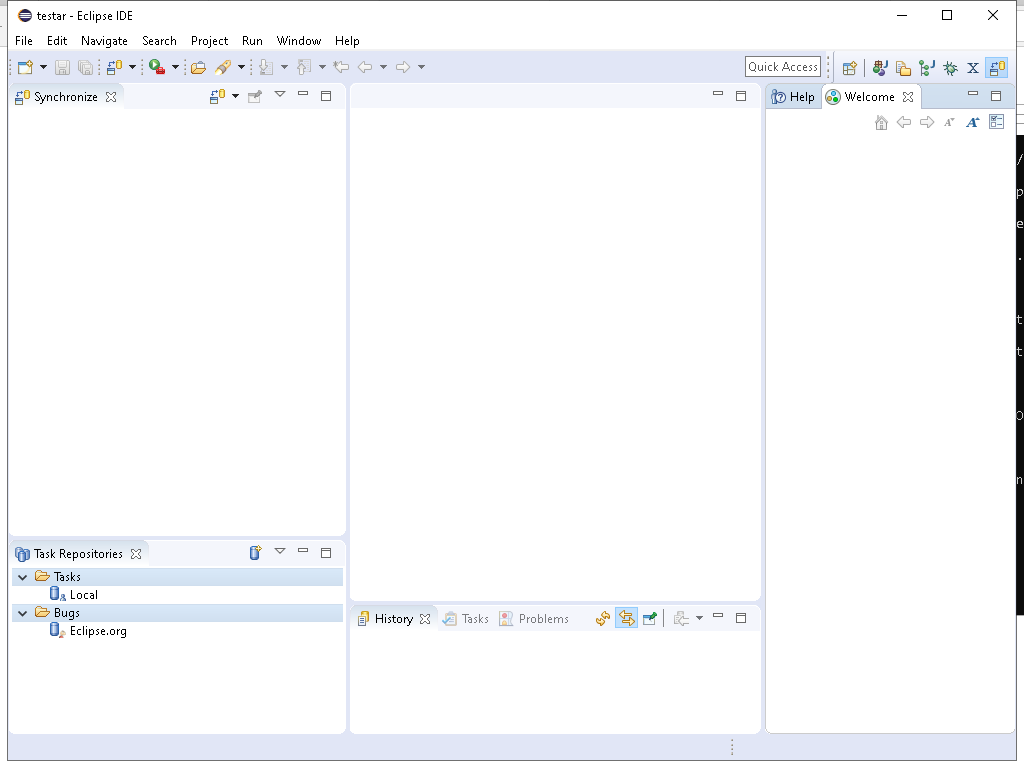 testar - Eclipse IDE
File Edit Navigate Search Project Run Window Help
Quick Access
Synchronize
Help Welcome
Task Repositories
Tasks
Local
Bugs
Eclipse.org
History Tasks Problems